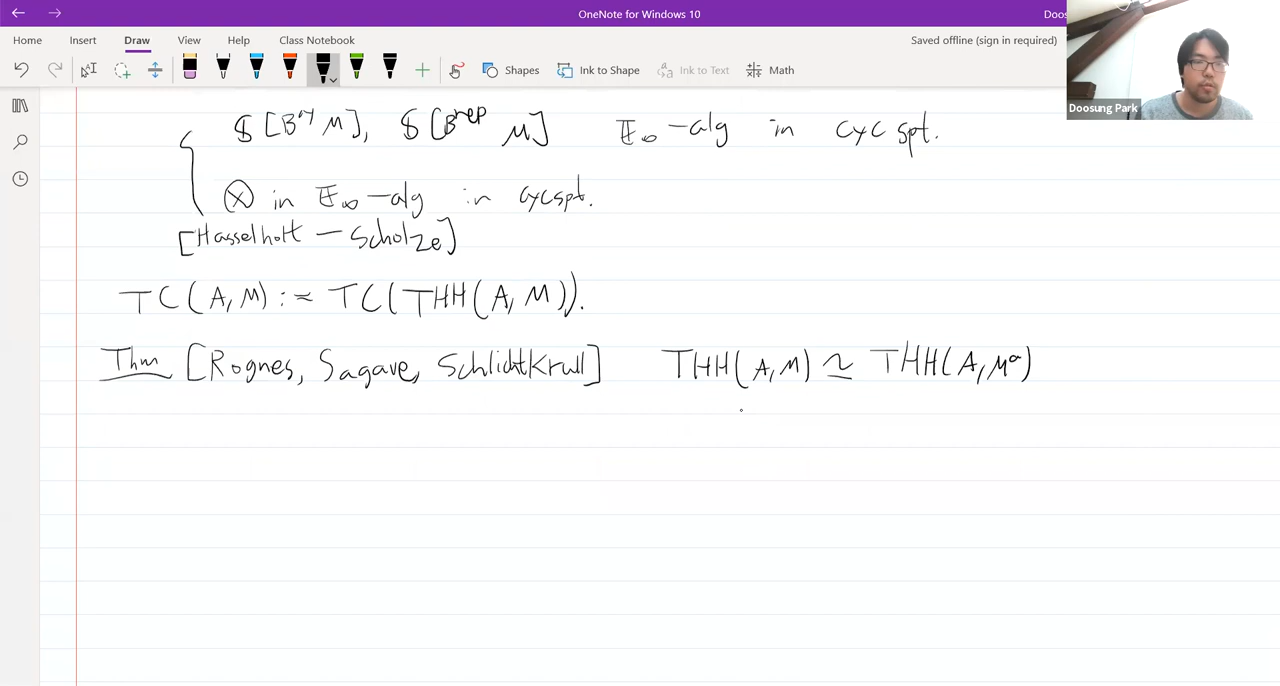 OneNote for Windows 10
Doos
Home Insert Draw View Help Class Notebook
Saved offline (sign in required)
Shapes Ink to Shape Ink to Text Math
Doosung Park
𝕊[B^cy M], 𝕊[B^rep M] 𝔼∞-alg in cyc spt.
⊗ in 𝔼∞-alg in cycspt.
[Hasselholt - Scholze]
TC(A, M) := TC(THH(A, M)).
Thm [Rognes, Sagave, Schlichtkrull] THH(A, M) ≃ THH(A, M^a)